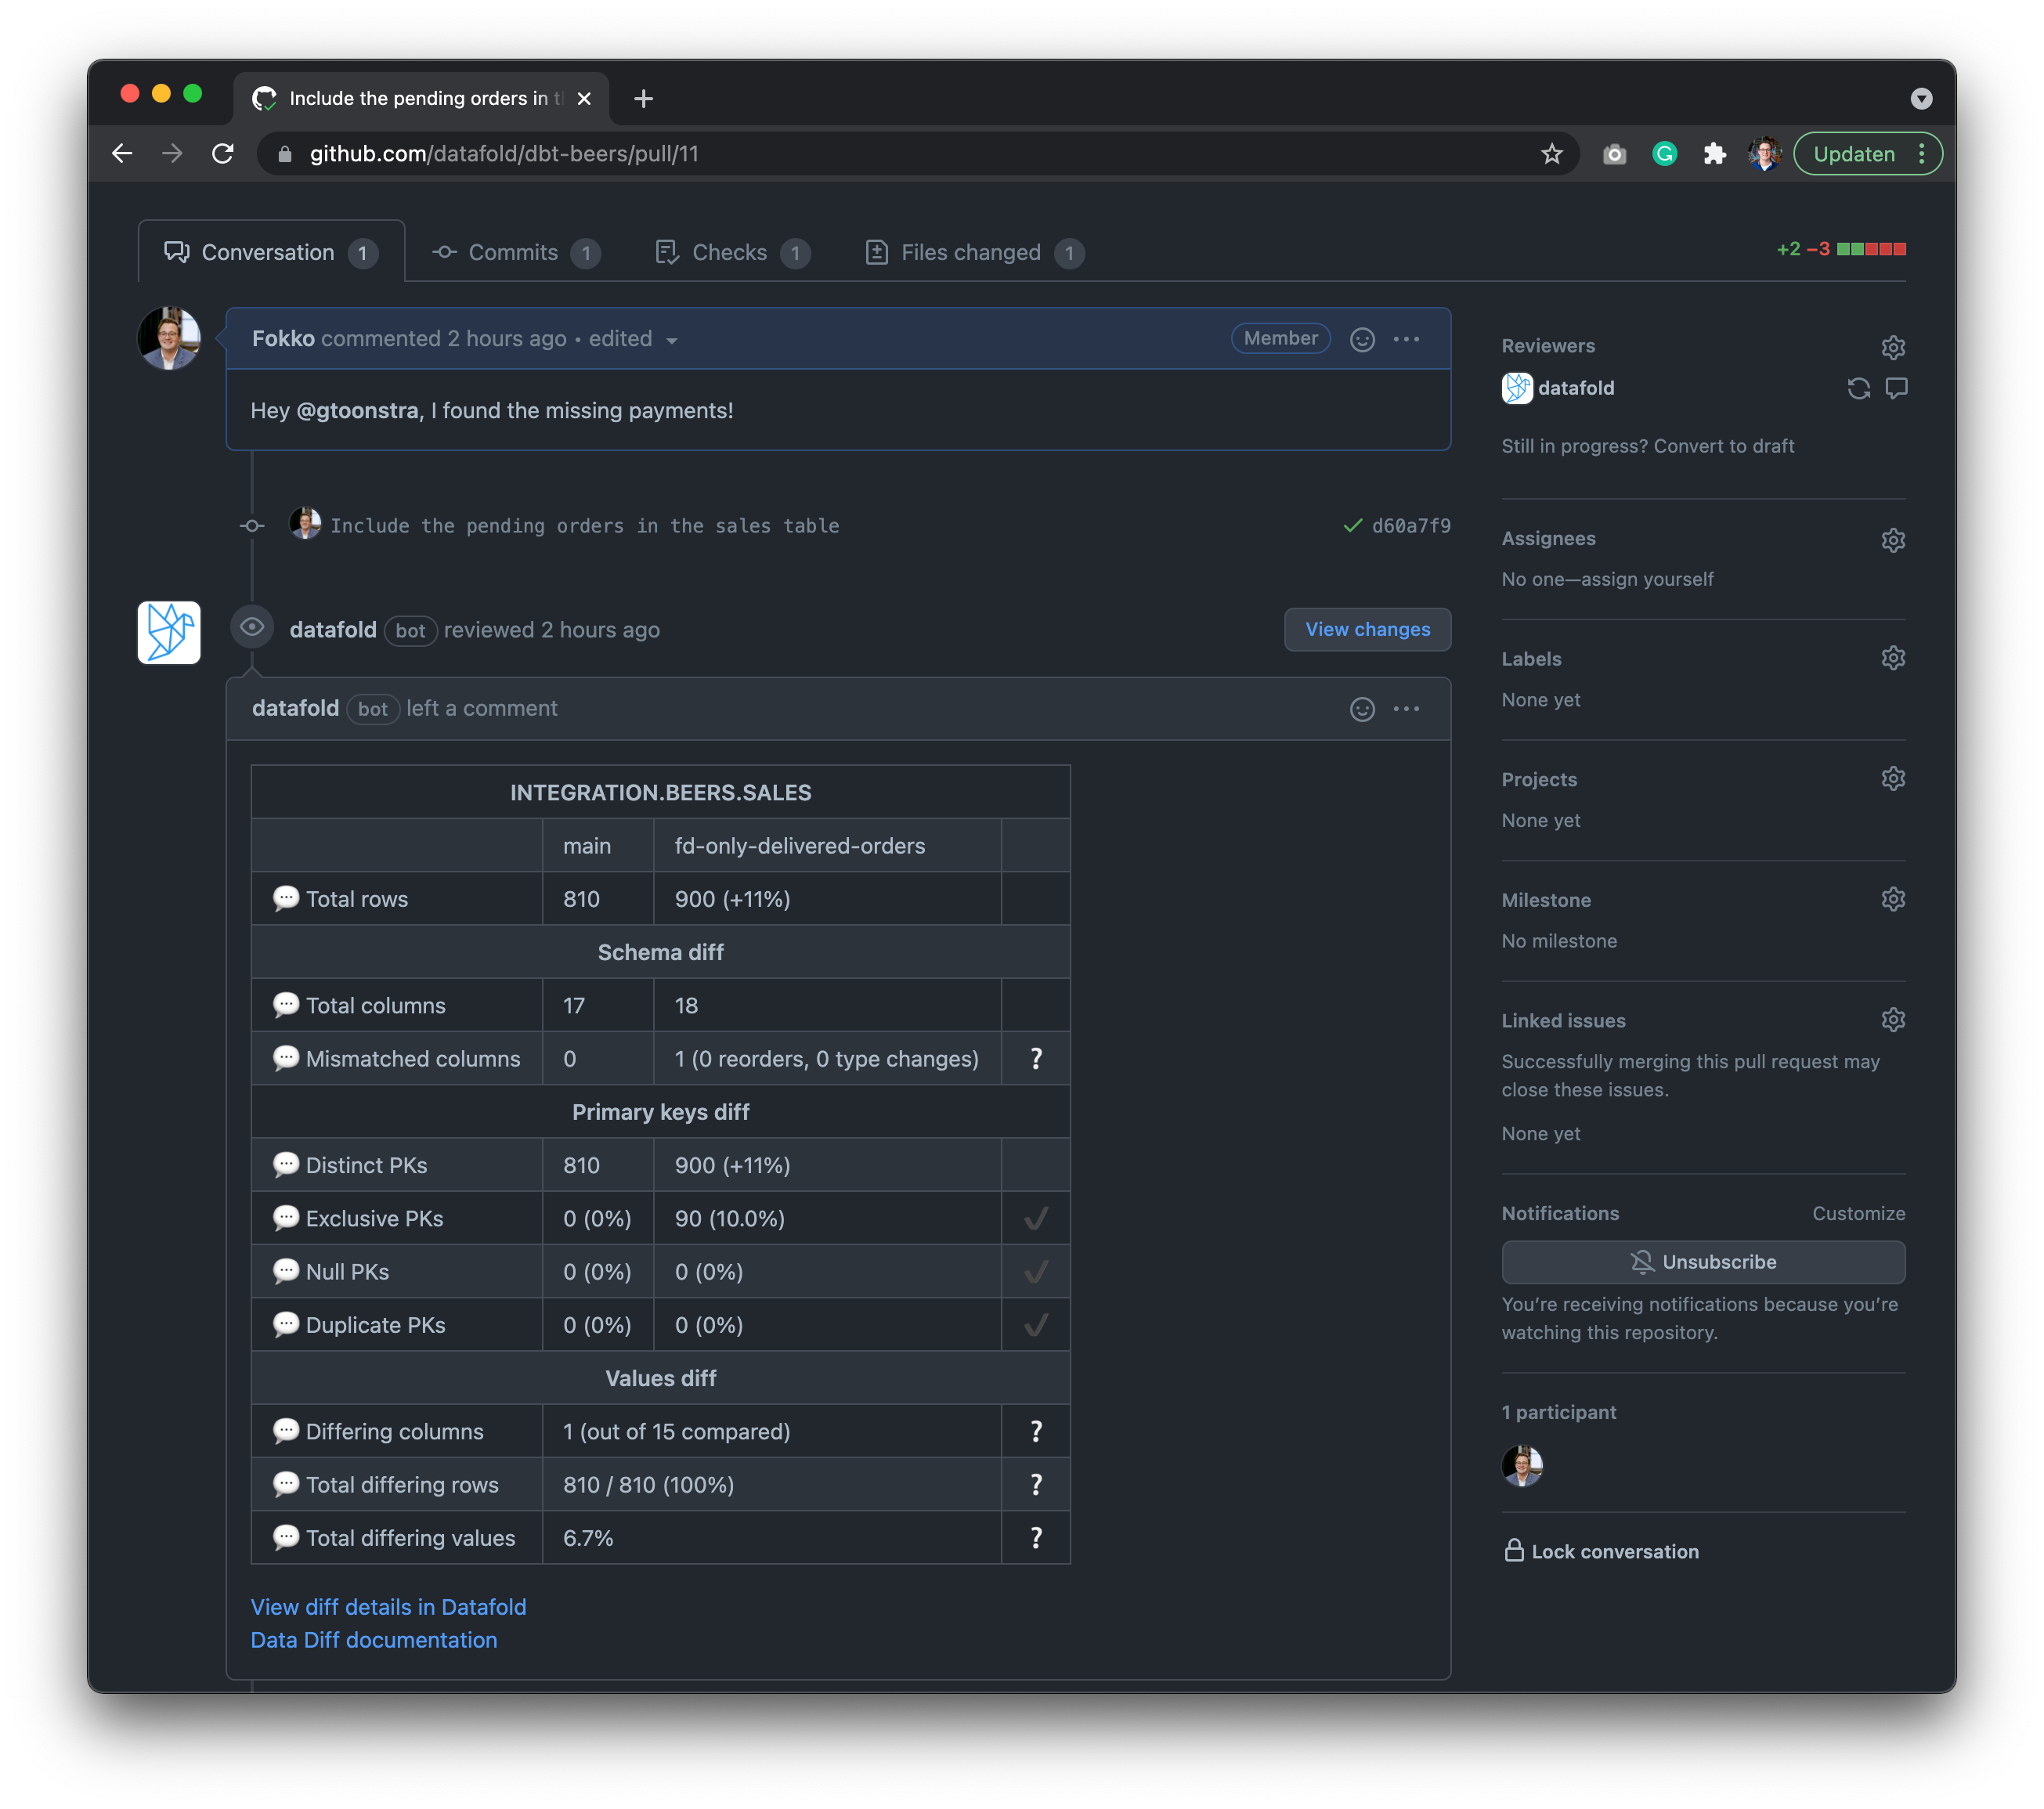 Include the pending orders in t
github.com/datafold/dbt-beers/pull/11
Updaten
Conversation 1
Commits 1
Checks 1
Files changed 1
+2 −3
Fokko commented 2 hours ago • edited
Member
Hey @gtoonstra, I found the missing payments!
Include the pending orders in the sales table
d60a7f9
datafold bot reviewed 2 hours ago
View changes
datafold bot left a comment
INTEGRATION.BEERS.SALES
main fd-only-delivered-orders
Total rows 810 900 (+11%)
Schema diff
Total columns 17 18
Mismatched columns 0 1 (0 reorders, 0 type changes) ?
Primary keys diff
Distinct PKs 810 900 (+11%)
Exclusive PKs 0 (0%) 90 (10.0%) ✔
Null PKs 0 (0%) 0 (0%) ✔
Duplicate PKs 0 (0%) 0 (0%) ✔
Values diff
Differing columns 1 (out of 15 compared) ?
Total differing rows 810 / 810 (100%) ?
Total differing values 6.7% ?
View diff details in Datafold
Data Diff documentation
Reviewers
datafold
Still in progress? Convert to draft
Assignees
No one—assign yourself
Labels
None yet
Projects
None yet
Milestone
No milestone
Linked issues
Successfully merging this pull request may
close these issues.
None yet
Notifications Customize
Unsubscribe
You’re receiving notifications because you’re
watching this repository.
1 participant
Lock conversation